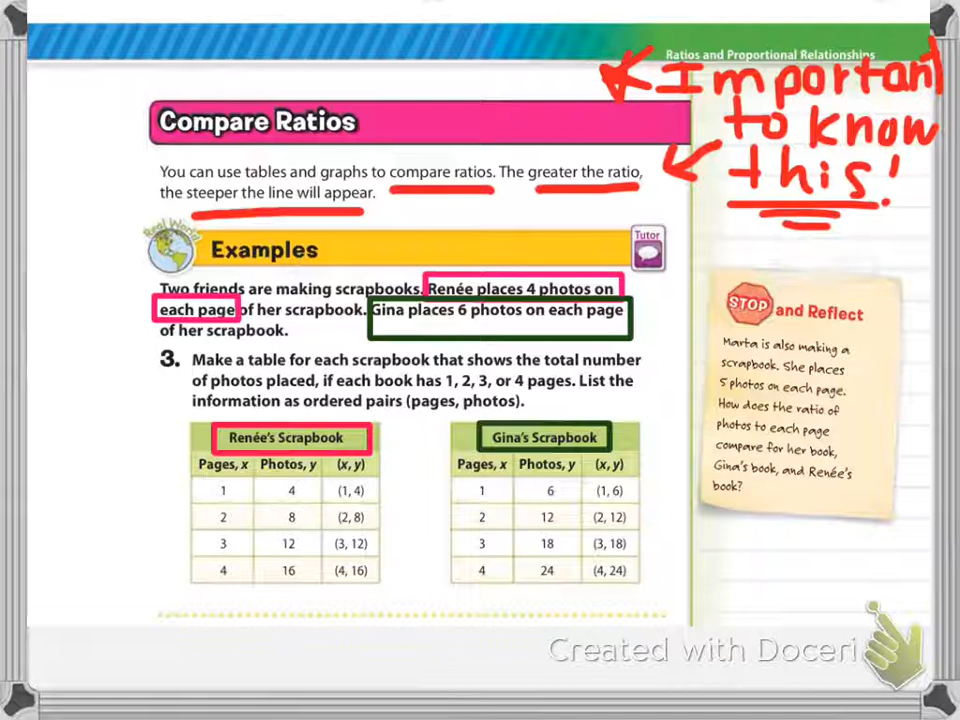 Ratios and Proportional Relationships
Important
to know
this!
Compare Ratios
You can use tables and graphs to compare ratios. The greater the ratio,
the steeper the line will appear.
Real World
Examples
Tutor
Two friends are making scrapbooks. Renée places 4 photos on
each page of her scrapbook. Gina places 6 photos on each page
of her scrapbook.
3. Make a table for each scrapbook that shows the total number
of photos placed, if each book has 1, 2, 3, or 4 pages. List the
information as ordered pairs (pages, photos).
Renée's Scrapbook
Pages, x Photos, y (x, y)
1 4 (1, 4)
2 8 (2, 8)
3 12 (3, 12)
4 16 (4, 16)
Gina's Scrapbook
Pages, x Photos, y (x, y)
1 6 (1, 6)
2 12 (2, 12)
3 18 (3, 18)
4 24 (4, 24)
STOP and Reflect
Marta is also making a
scrapbook. She places
5 photos on each page.
How does the ratio of
photos to each page
compare for her book,
Gina's book, and Renée's
book?
Created with Doceri